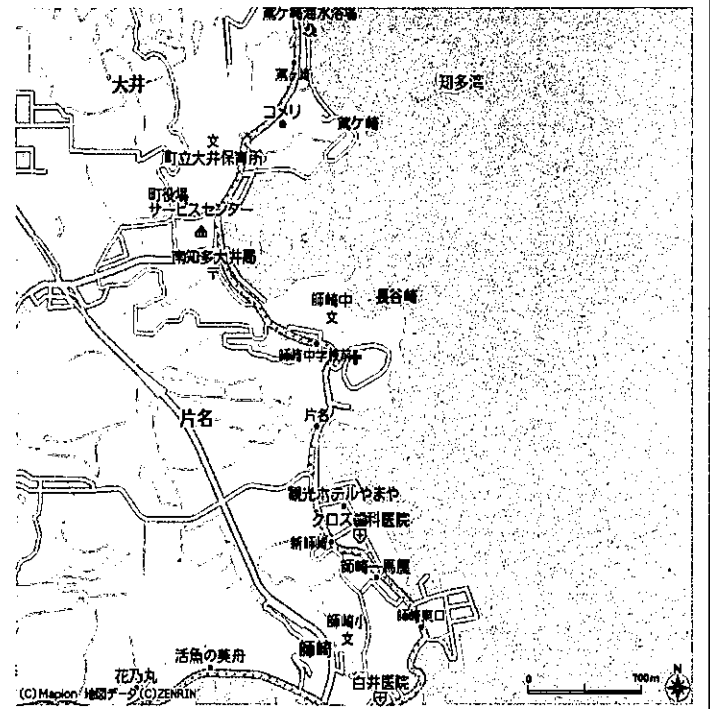 鳶ケ崎海水浴場
鳶ケ崎
大井
知多湾
コメリ
鳶ケ崎
文
町立大井保育所
町役場
サービスセンター
南知多大井局
〒
師崎中
文
長谷崎
師崎中学校前
片名
片名
観光ホテルやまや
クロズ歯科医院
新師崎
師崎一馬屋
師崎小
文
師崎東口
師崎
活魚の美舟
花乃丸
白井医院
(C)Mapion 地図データ(C)ZENRIN
0
700m
N